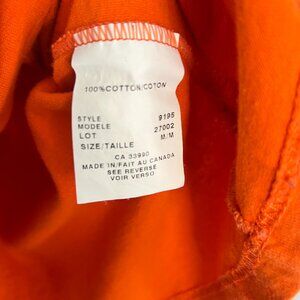 100% COTTON/COTON
STYLE 9195
MODELE 27002
LOT M. M
SIZE/TAILLE
CA 33990
MADE IN/FAIT AU CANADA
SEE REVERSE
VOIR VERSO